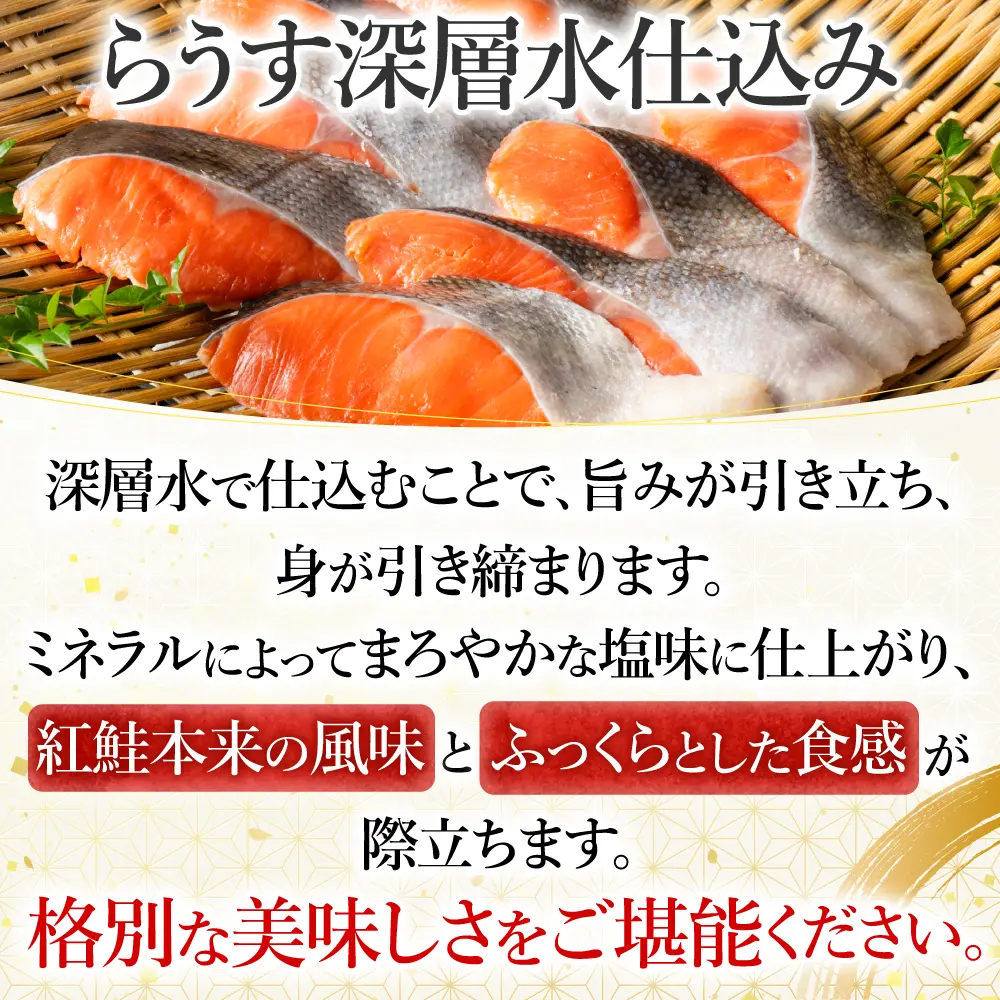 らうす深層水仕込み
深層水で仕込むことで、旨みが引き立ち、
身が引き締まります。
ミネラルによってまろやかな塩味に仕上がり、
紅鮭本来の風味 と ふっくらとした食感 が
際立ちます。
格別な美味しさをご堪能ください。